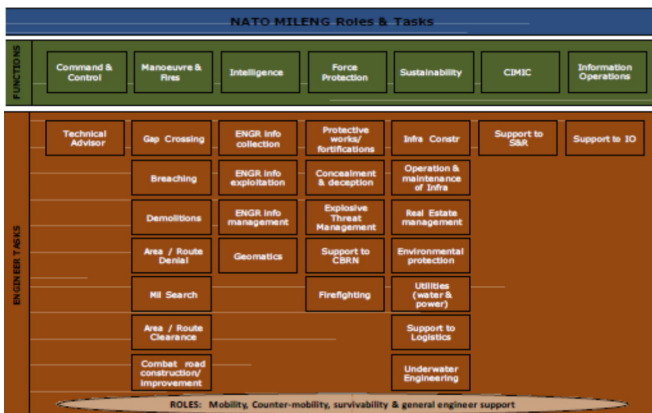 NATO MILENG Roles & Tasks
FUNCTIONS
Command &
Control
Manoeuvre &
Fires
Intelligence
Force
Protection
Sustainability
CIMIC
Information
Operations
ENGINEER TASKS
Technical
Advisor
Gap Crossing
Breaching
Demolitions
Area / Route
Denial
Mil Search
Area / Route
Clearance
Combat road
construction/
improvement
ENGR info
collection
ENGR info
exploitation
ENGR info
management
Geomatics
Protective
works/
fortifications
Concealment
& deception
Explosive
Threat
Management
Support to
CBRN
Firefighting
Infra Constr
Operation &
maintenance
of Infra
Real Estate
management
Environmental
protection
Utilities
(water &
power)
Support to
Logistics
Underwater
Engineering
Support to
S&R
Support to IO
ROLES: Mobility, Counter-mobility, survivability & general engineer support